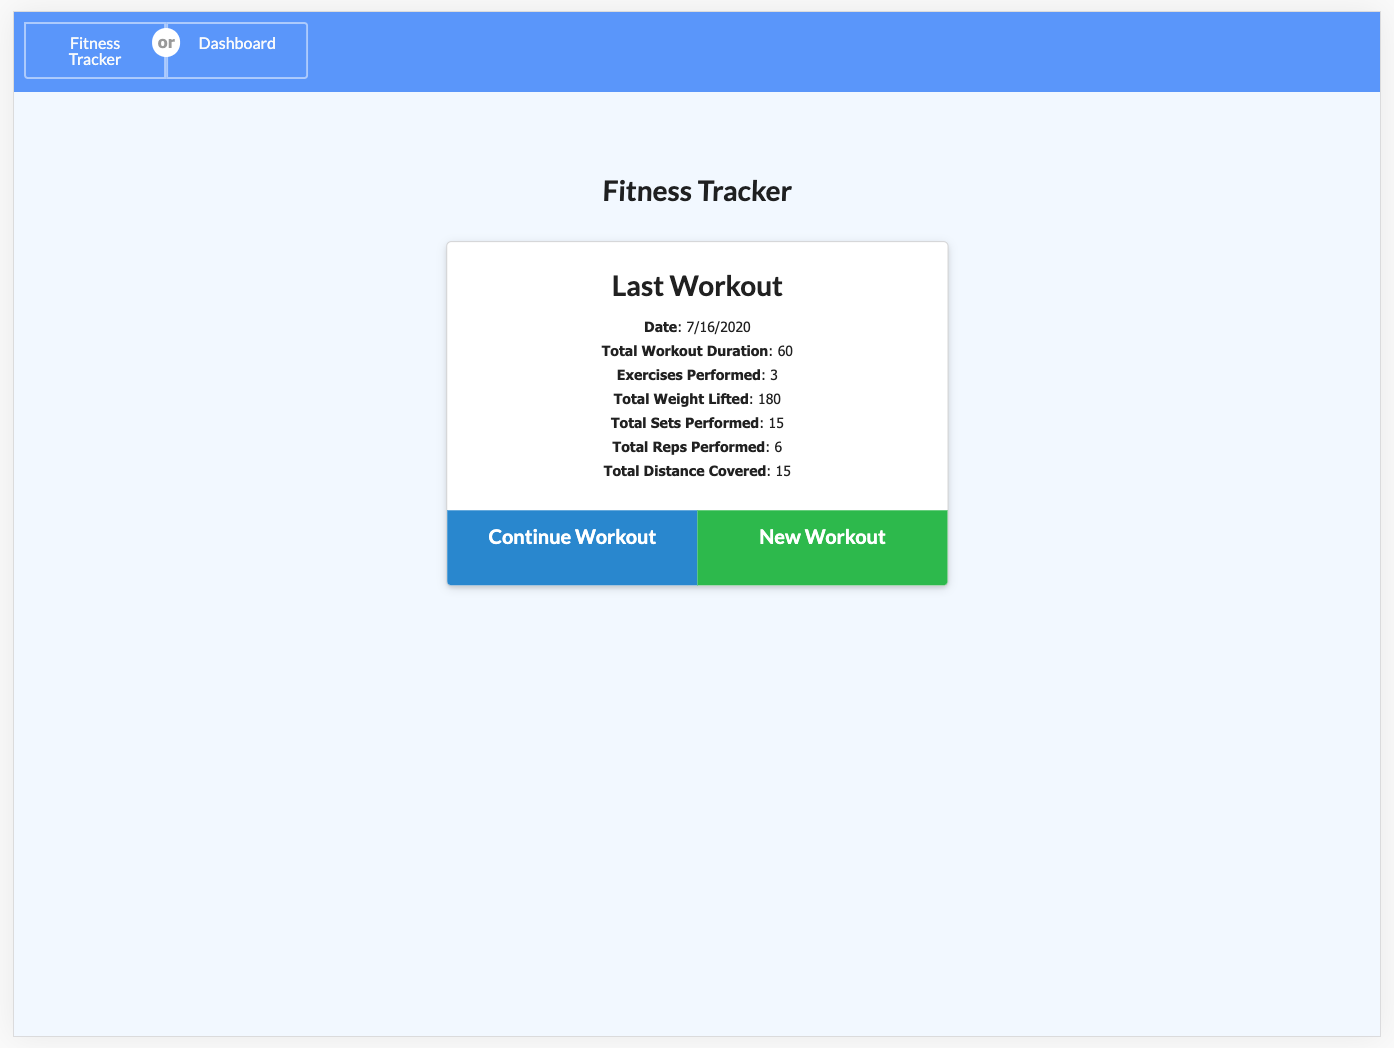 Fitness
Tracker
or
Dashboard
Fitness Tracker
Last Workout
Date: 7/16/2020
Total Workout Duration: 60
Exercises Performed: 3
Total Weight Lifted: 180
Total Sets Performed: 15
Total Reps Performed: 6
Total Distance Covered: 15
Continue Workout
New Workout